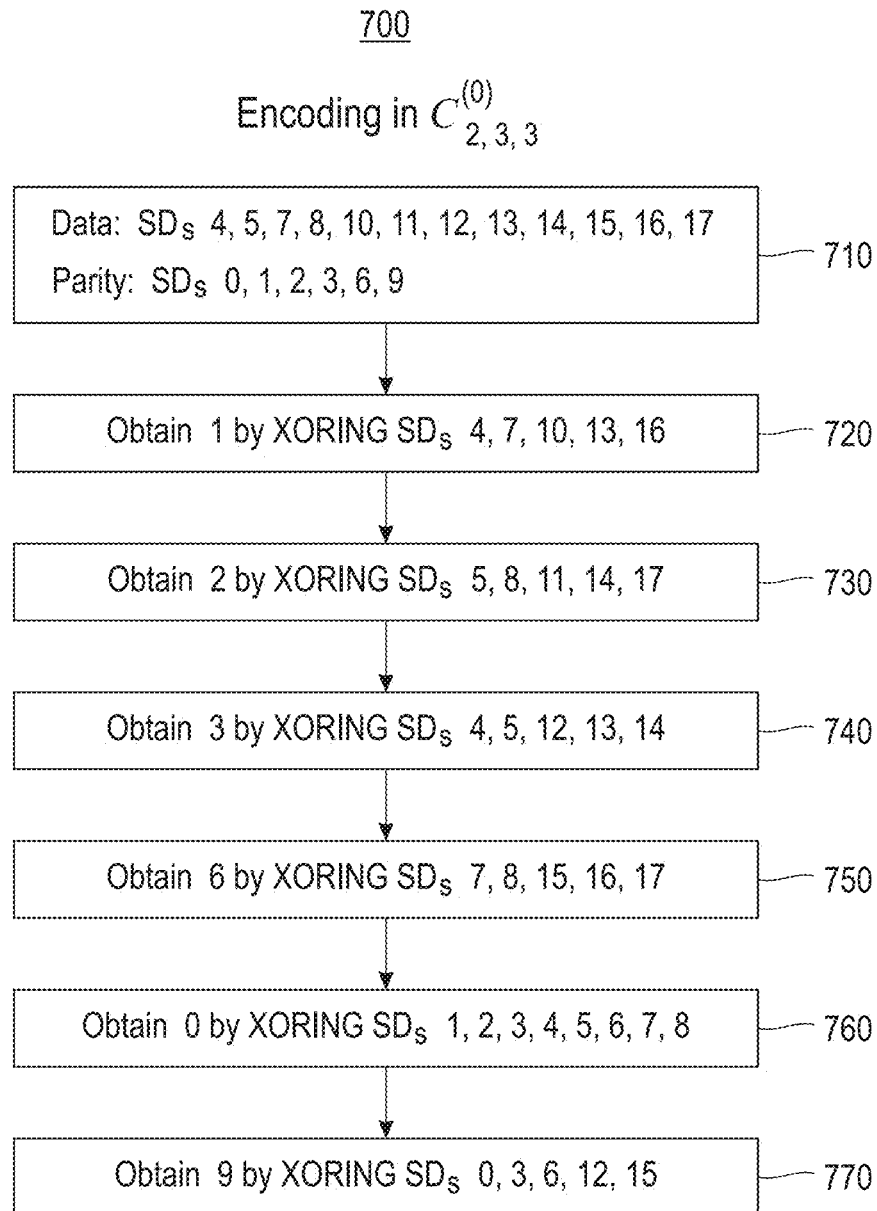 700
Encoding in C^(0)_2, 3, 3
Data: SDs 4, 5, 7, 8, 10, 11, 12, 13, 14, 15, 16, 17
Parity: SDs 0, 1, 2, 3, 6, 9
710
Obtain 1 by XORING SDs 4, 7, 10, 13, 16
720
Obtain 2 by XORING SDs 5, 8, 11, 14, 17
730
Obtain 3 by XORING SDs 4, 5, 12, 13, 14
740
Obtain 6 by XORING SDs 7, 8, 15, 16, 17
750
Obtain 0 by XORING SDs 1, 2, 3, 4, 5, 6, 7, 8
760
Obtain 9 by XORING SDs 0, 3, 6, 12, 15
770